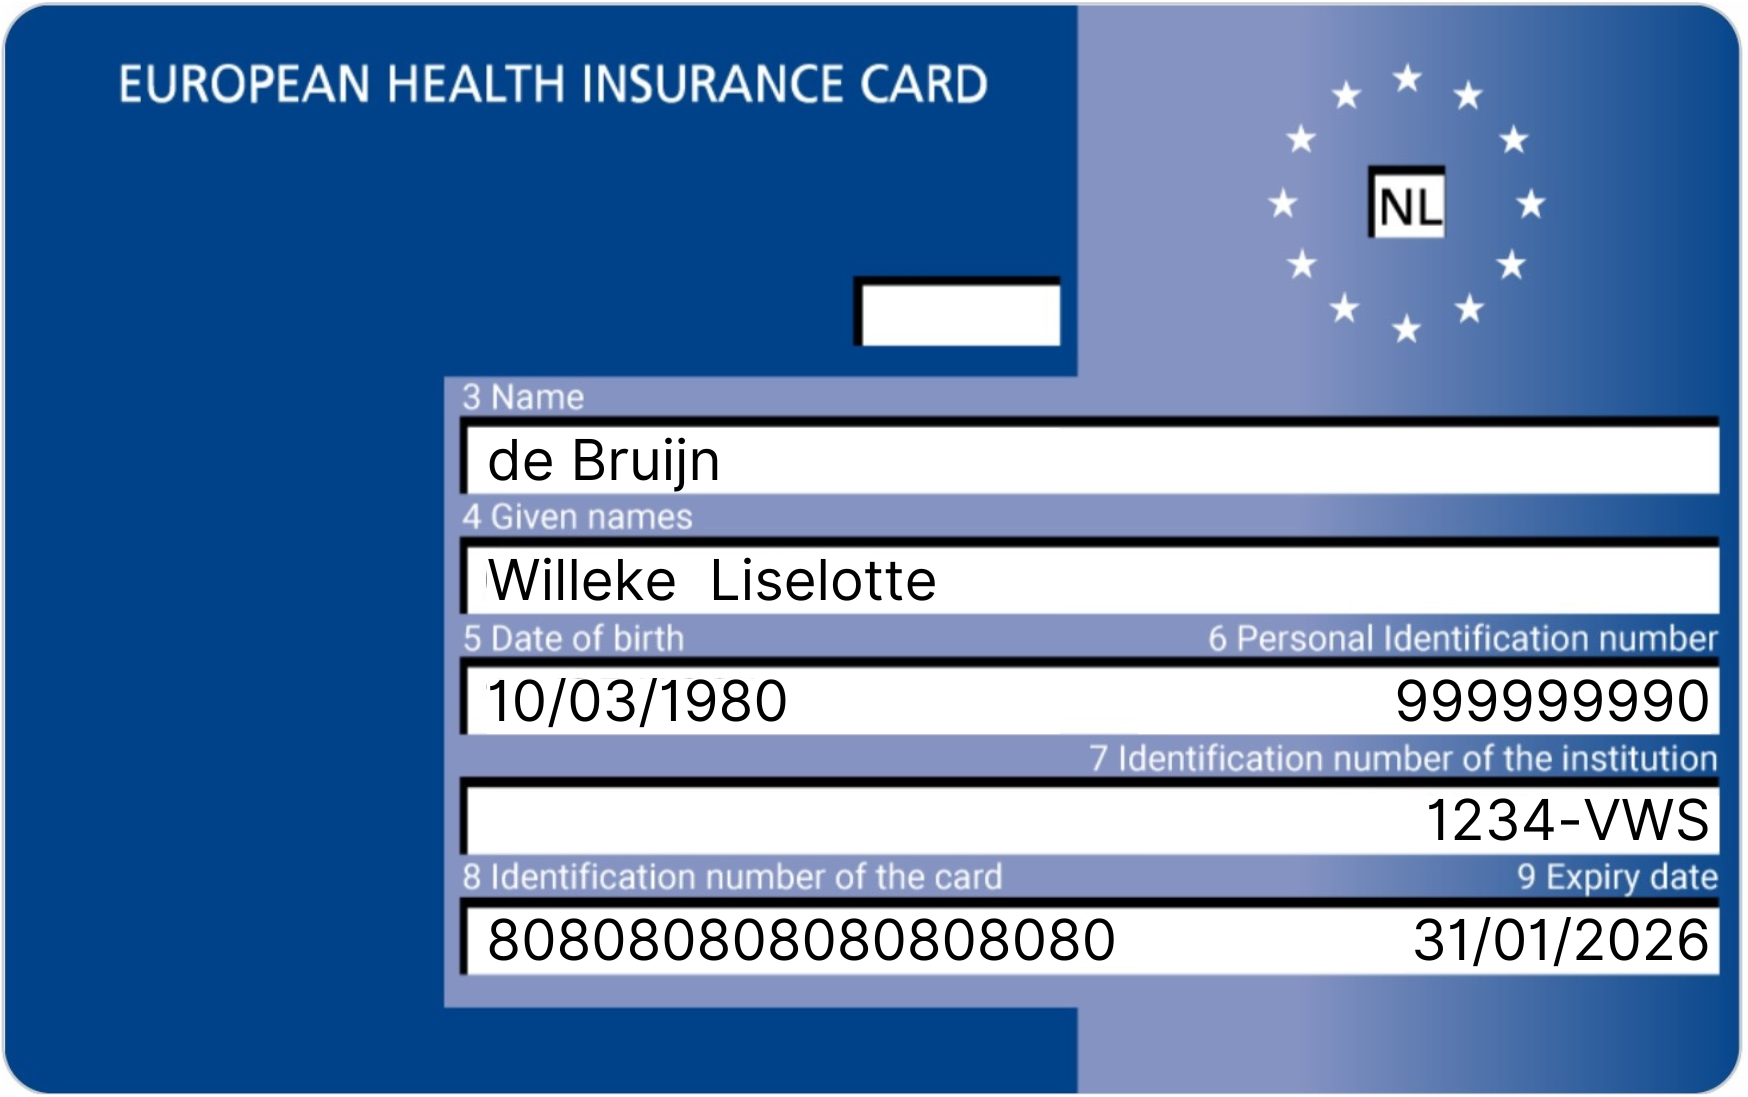 EUROPEAN HEALTH INSURANCE CARD
NL
3 Name
de Bruijn
4 Given names
Willeke  Liselotte
5 Date of birth 6 Personal Identification number
10/03/1980 999999990
7 Identification number of the institution
1234-VWS
8 Identification number of the card 9 Expiry date
808080808080808080 31/01/2026